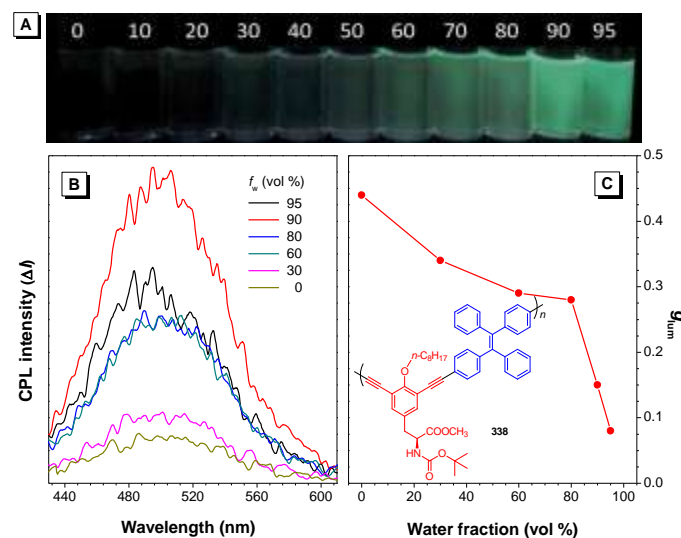 A
0 10 20 30 40 50 60 70 80 90 95
B
fw (vol %)
95
90
80
60
30
0
CPL intensity (ΔI)
440 480 520 560 600
Wavelength (nm)
C
0.5
0.4
0.3
0.2
0.1
0.0
glum
n
n-C8H17
O
COOCH3
HN
O
O
338
0 20 40 60 80 100
Water fraction (vol %)